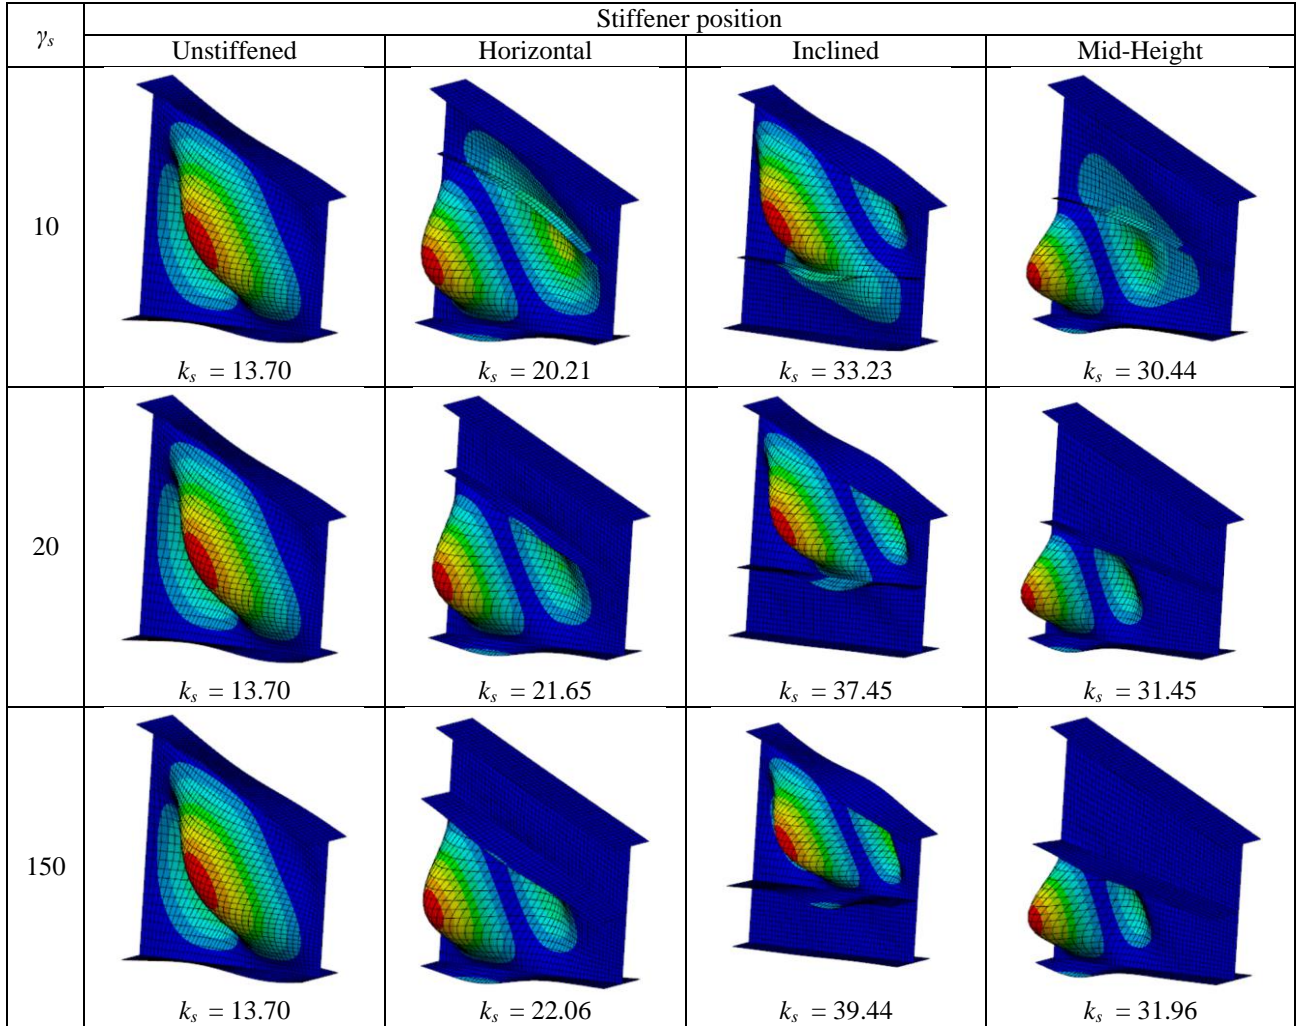 γs
Stiffener position
Unstiffened Horizontal Inclined Mid-Height
10
ks = 13.70 ks = 20.21 ks = 33.23 ks = 30.44
20
ks = 13.70 ks = 21.65 ks = 37.45 ks = 31.45
150
ks = 13.70 ks = 22.06 ks = 39.44 ks = 31.96